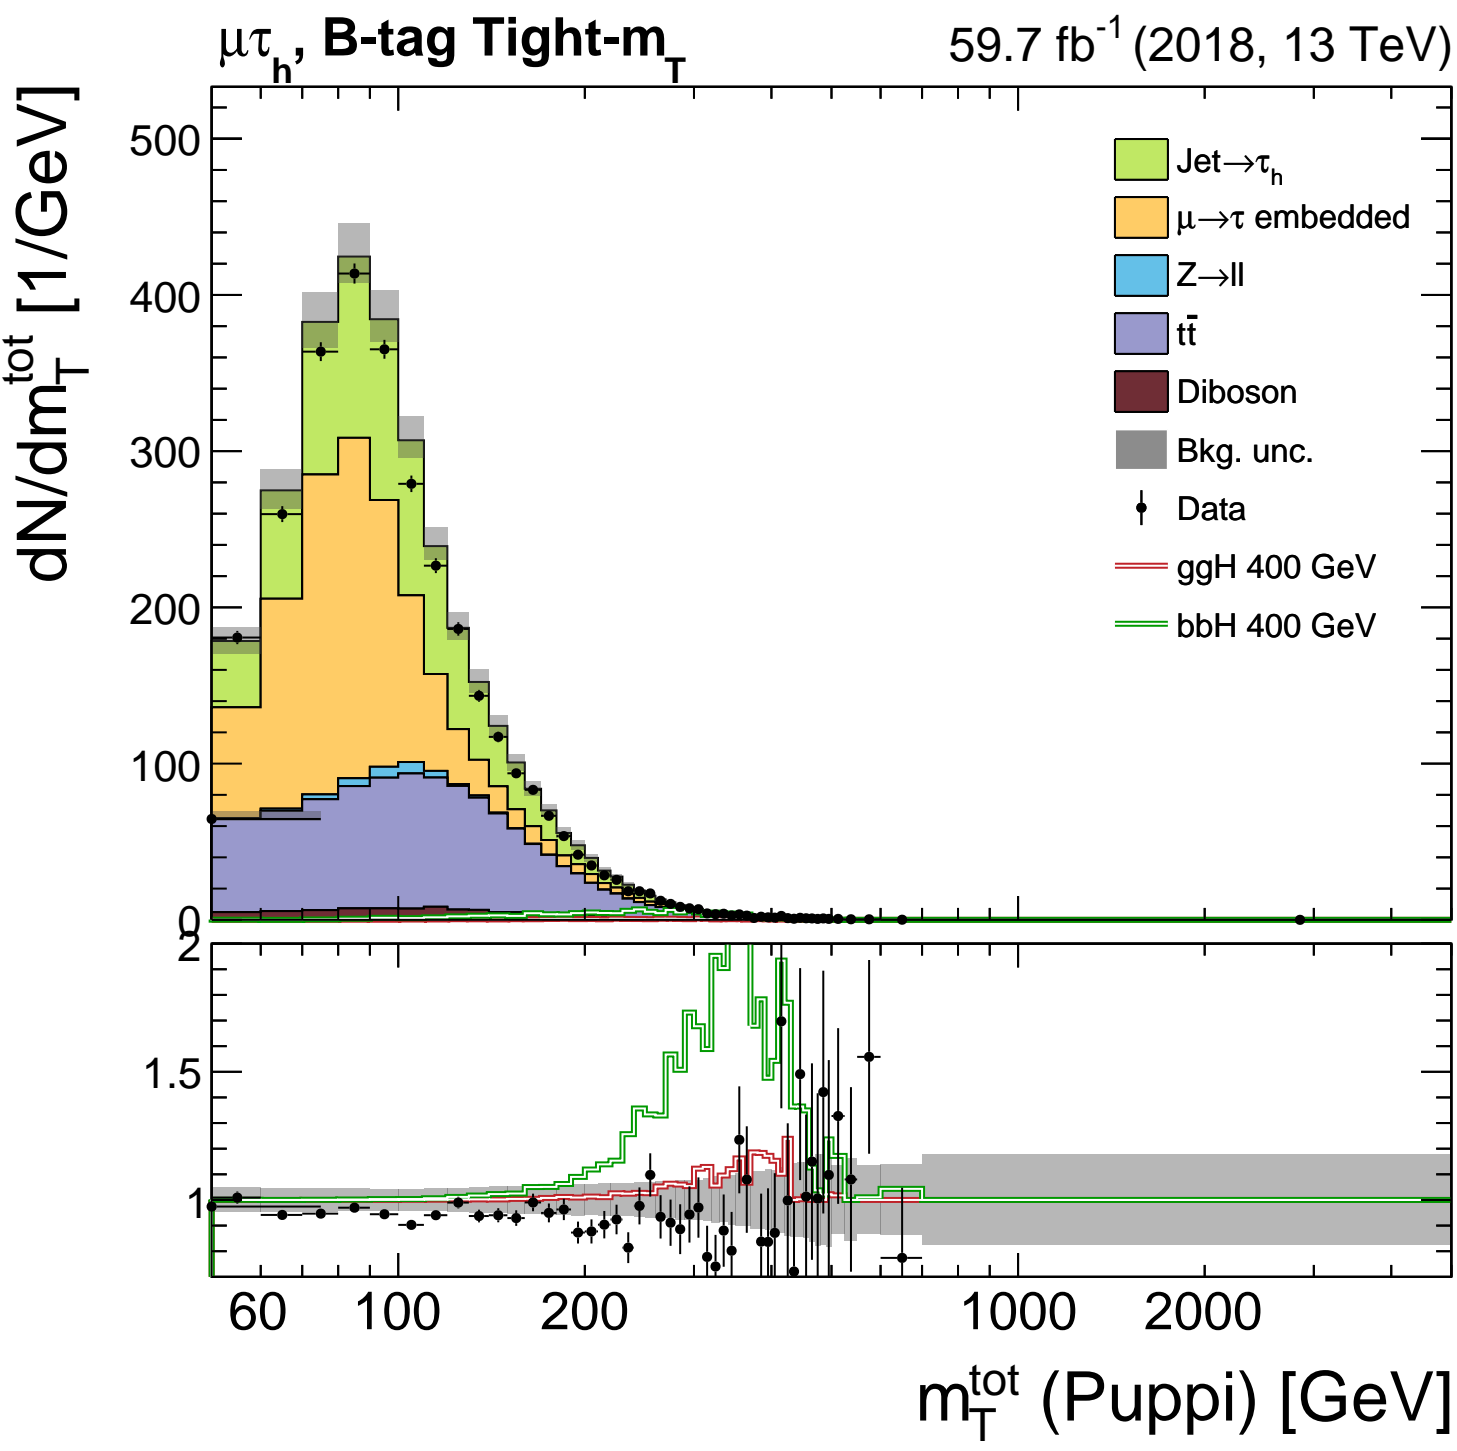 μτh, B-tag Tight-mT
59.7 fb-1 (2018, 13 TeV)
dN/dmTtot [1/GeV]
500
400
300
200
100
0
Jet→τh
μ→τ embedded
Z→ll
tt̄
Diboson
Bkg. unc.
Data
ggH 400 GeV
bbH 400 GeV
2
1.5
1
60 100 200 1000 2000
mTtot (Puppi) [GeV]